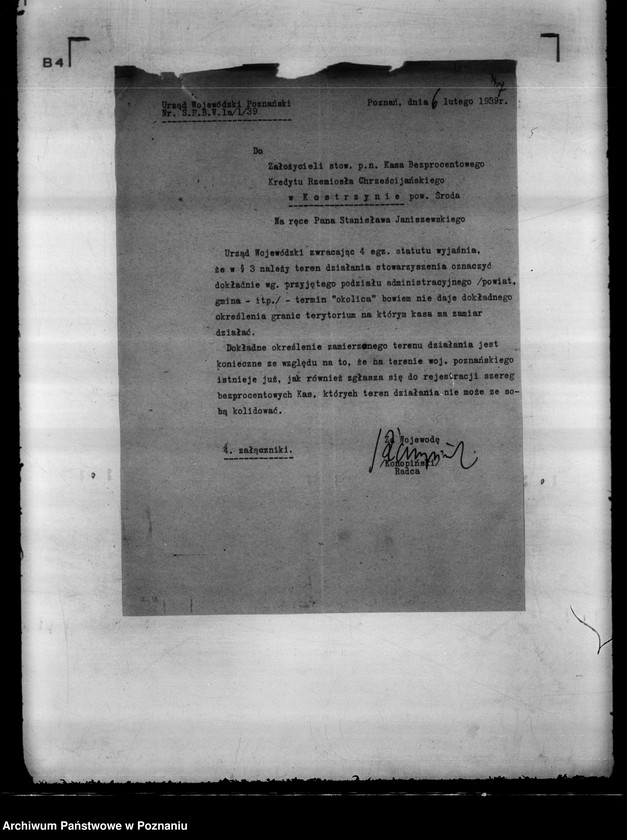 B4
Urząd Wojewódzki Poznański
Nr. S.P.B.V.1a/1/39
Poznań, dnia 6 lutego 1939r.
Do
Założycieli stow. p.n. Kasa Bezprocentowego
Kredytu Rzemiosła Chrześcijańskiego
w Kostrzynie pow. Środa
Na ręce Pana Stanisława Janiszewskiego
Urząd Wojewódzki zwracając 4 egz. statutu wyjaśnia,
że w § 3 należy teren działania stowarzyszenia oznaczyć
dokładnie wg. przyjętego podziału administracyjnego /powiat,
gmina - itp./ - termin "okolica" bowiem nie daje dokładnego
określenia granic terytorium na którym kasa ma zamiar
działać.
Dokładne określenie zamierzonego terenu działania jest
konieczne ze względu na to, że na terenie woj. poznańskiego
istnieje już, jak również zgłasza się do rejestracji szereg
bezprocentowych Kas, których teren działania nie może ze so-
bą kolidować.
4. załączniki.
Za Wojewodę
Konopiński
Radca
Archiwum Państwowe w Poznaniu